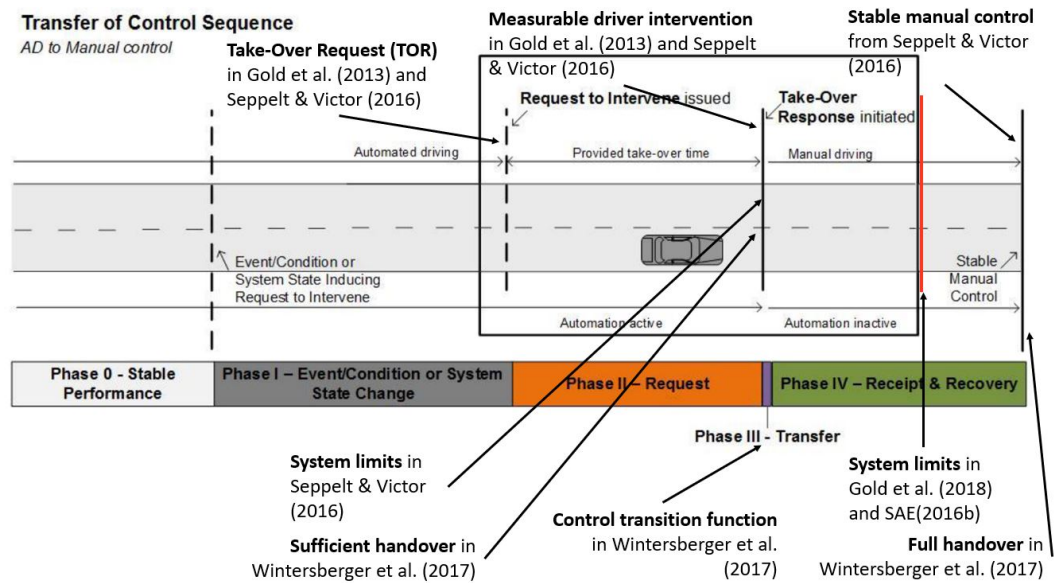 Transfer of Control Sequence
AD to Manual control
Take-Over Request (TOR)
in Gold et al. (2013) and
Seppelt & Victor (2016)
Measurable driver intervention
in Gold et al. (2013) and Seppelt
& Victor (2016)
Stable manual control
from Seppelt & Victor
(2016)
Request to Intervene issued
Take-Over
Response initiated
Automated driving
Provided take-over time
Manual driving
Event/Condition or
System State Inducing
Request to Intervene
Stable
Manual
Control
Automation active
Automation inactive
Phase 0 - Stable
Performance
Phase I – Event/Condition or System
State Change
Phase II – Request
Phase IV – Receipt & Recovery
Phase III - Transfer
System limits in
Seppelt & Victor
(2016)
Sufficient handover in
Wintersberger et al. (2017)
Control transition function
in Wintersberger et al.
(2017)
System limits in
Gold et al. (2018)
and SAE(2016b)
Full handover in
Wintersberger et al. (2017)